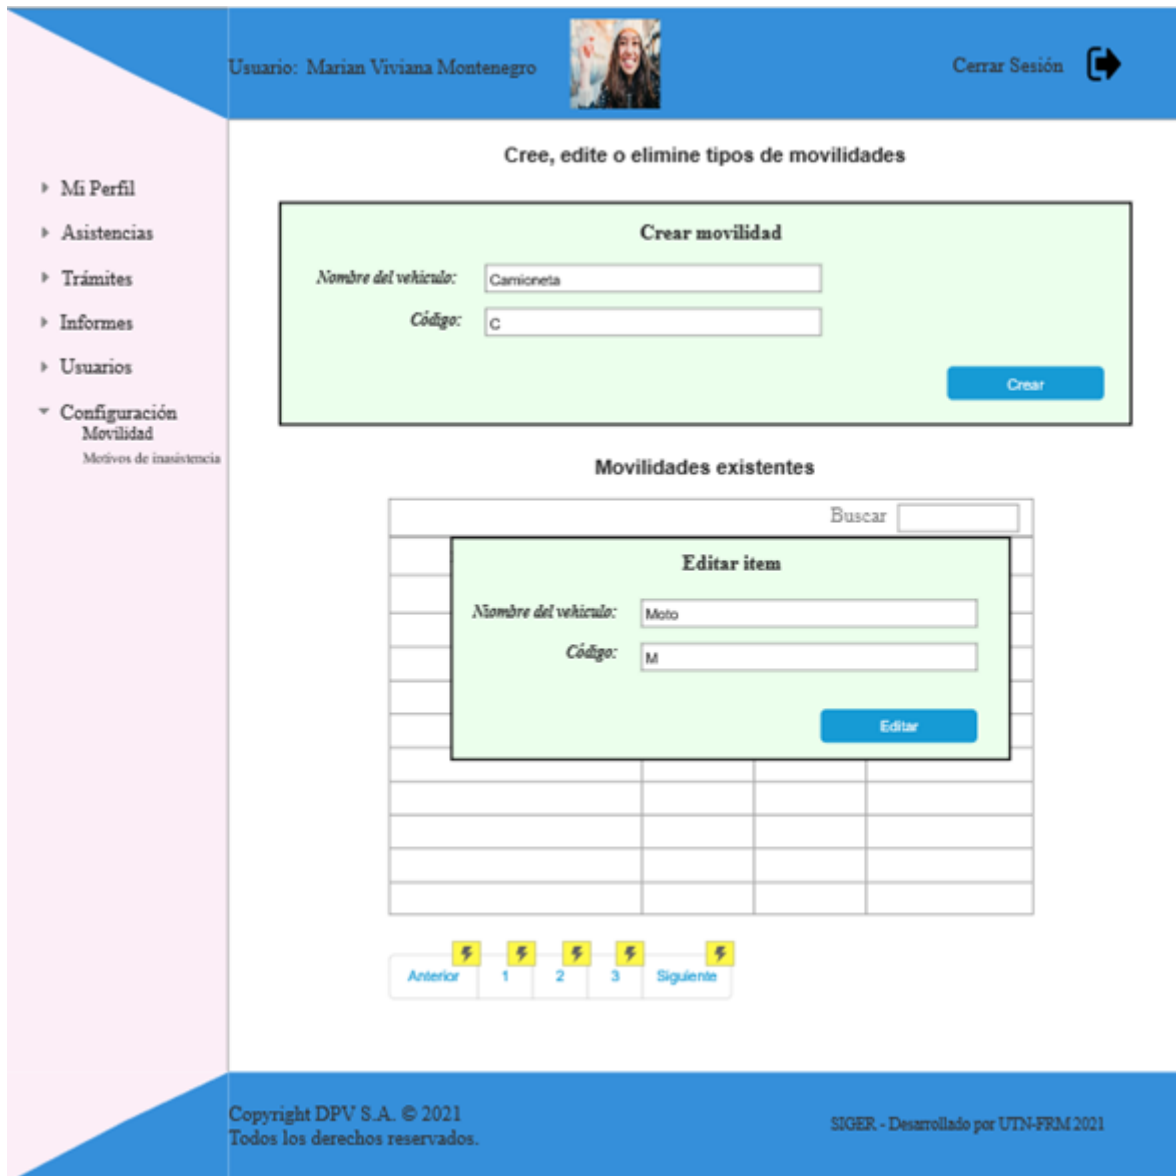 Usuario: Marian Viviana Montenegro
Cerrar Sesión
Cree, edite o elimine tipos de movilidades
Mi Perfil
Asistencias
Trámites
Informes
Usuarios
Configuración
Movilidad
Motivos de inasistencia
Crear movilidad
Nombre del vehiculo: Camioneta
Código: C
Crear
Movilidades existentes
Buscar
Editar item
Niombre del vehiculo: Moto
Código: M
Editar
Anterior 1 2 3 Siguiente
Copyright DPV S.A. © 2021
Todos los derechos reservados.
SIGER - Desarrollado por UTN-FRM 2021